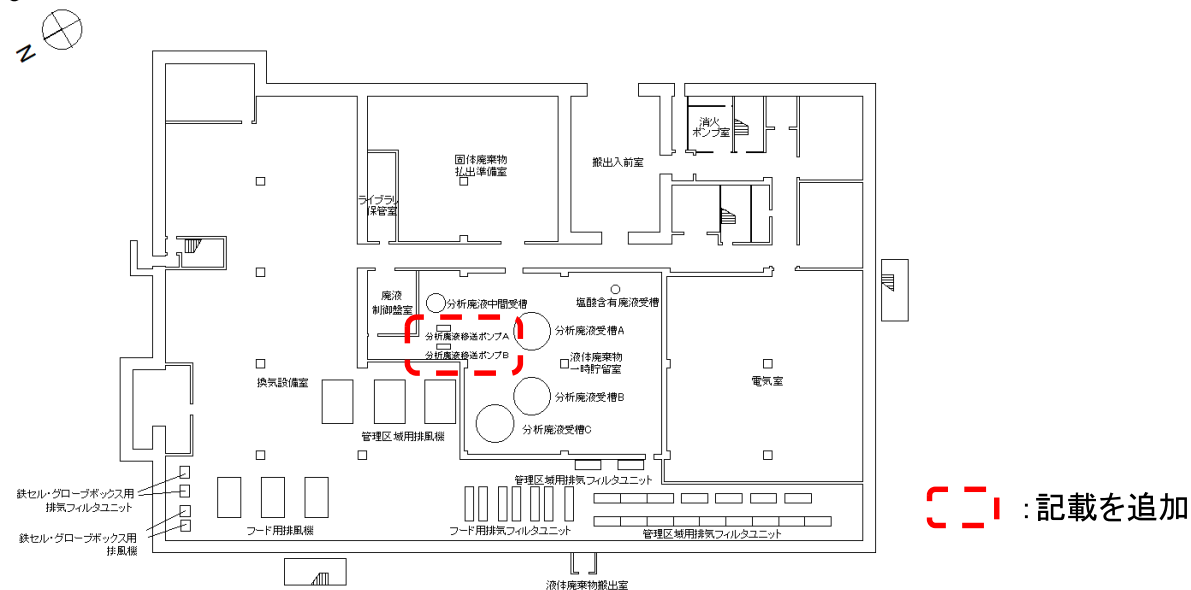 N
消火
ポンプ室
固体廃棄物
払出準備室
搬出入前室
ライブラリ
保管室
廃液
制御盤室
分析廃液中間受槽
塩酸含有廃液受槽
分析廃液移送ポンプA
分析廃液受槽A
分析廃液移送ポンプB
液体廃棄物
一時貯留室
換気設備室
電気室
分析廃液受槽B
管理区域用排風機
分析廃液受槽C
管理区域用排気フィルタユニット
鉄セル・グローブボックス用
排気フィルタユニット
フード用排風機
フード用排気フィルタユニット
管理区域用排気フィルタユニット
鉄セル・グローブボックス用
排風機
液体廃棄物搬出室
：記載を追加